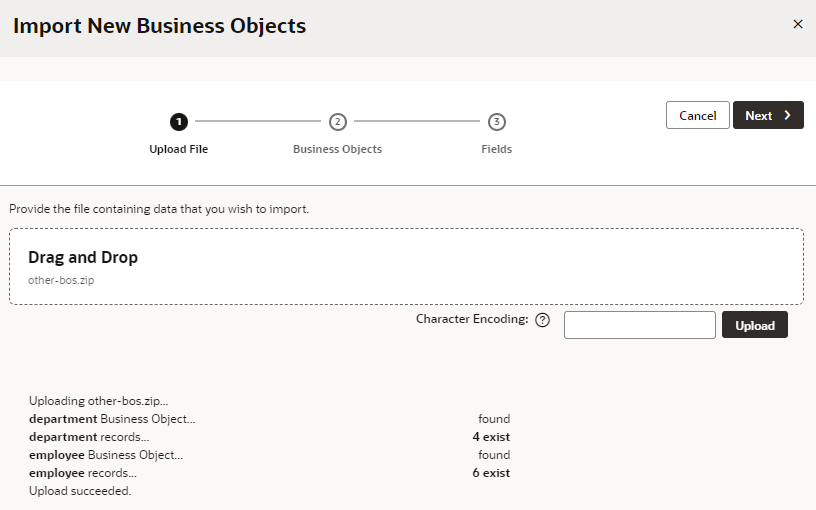 Import New Business Objects
×
1
2
3
Cancel
Next
Upload File
Business Objects
Fields
Provide the file containing data that you wish to import.
Drag and Drop
other-bos.zip
Character Encoding: ?
Upload
Uploading other-bos.zip...
department Business Object... found
department records... 4 exist
employee Business Object... found
employee records... 6 exist
Upload succeeded.